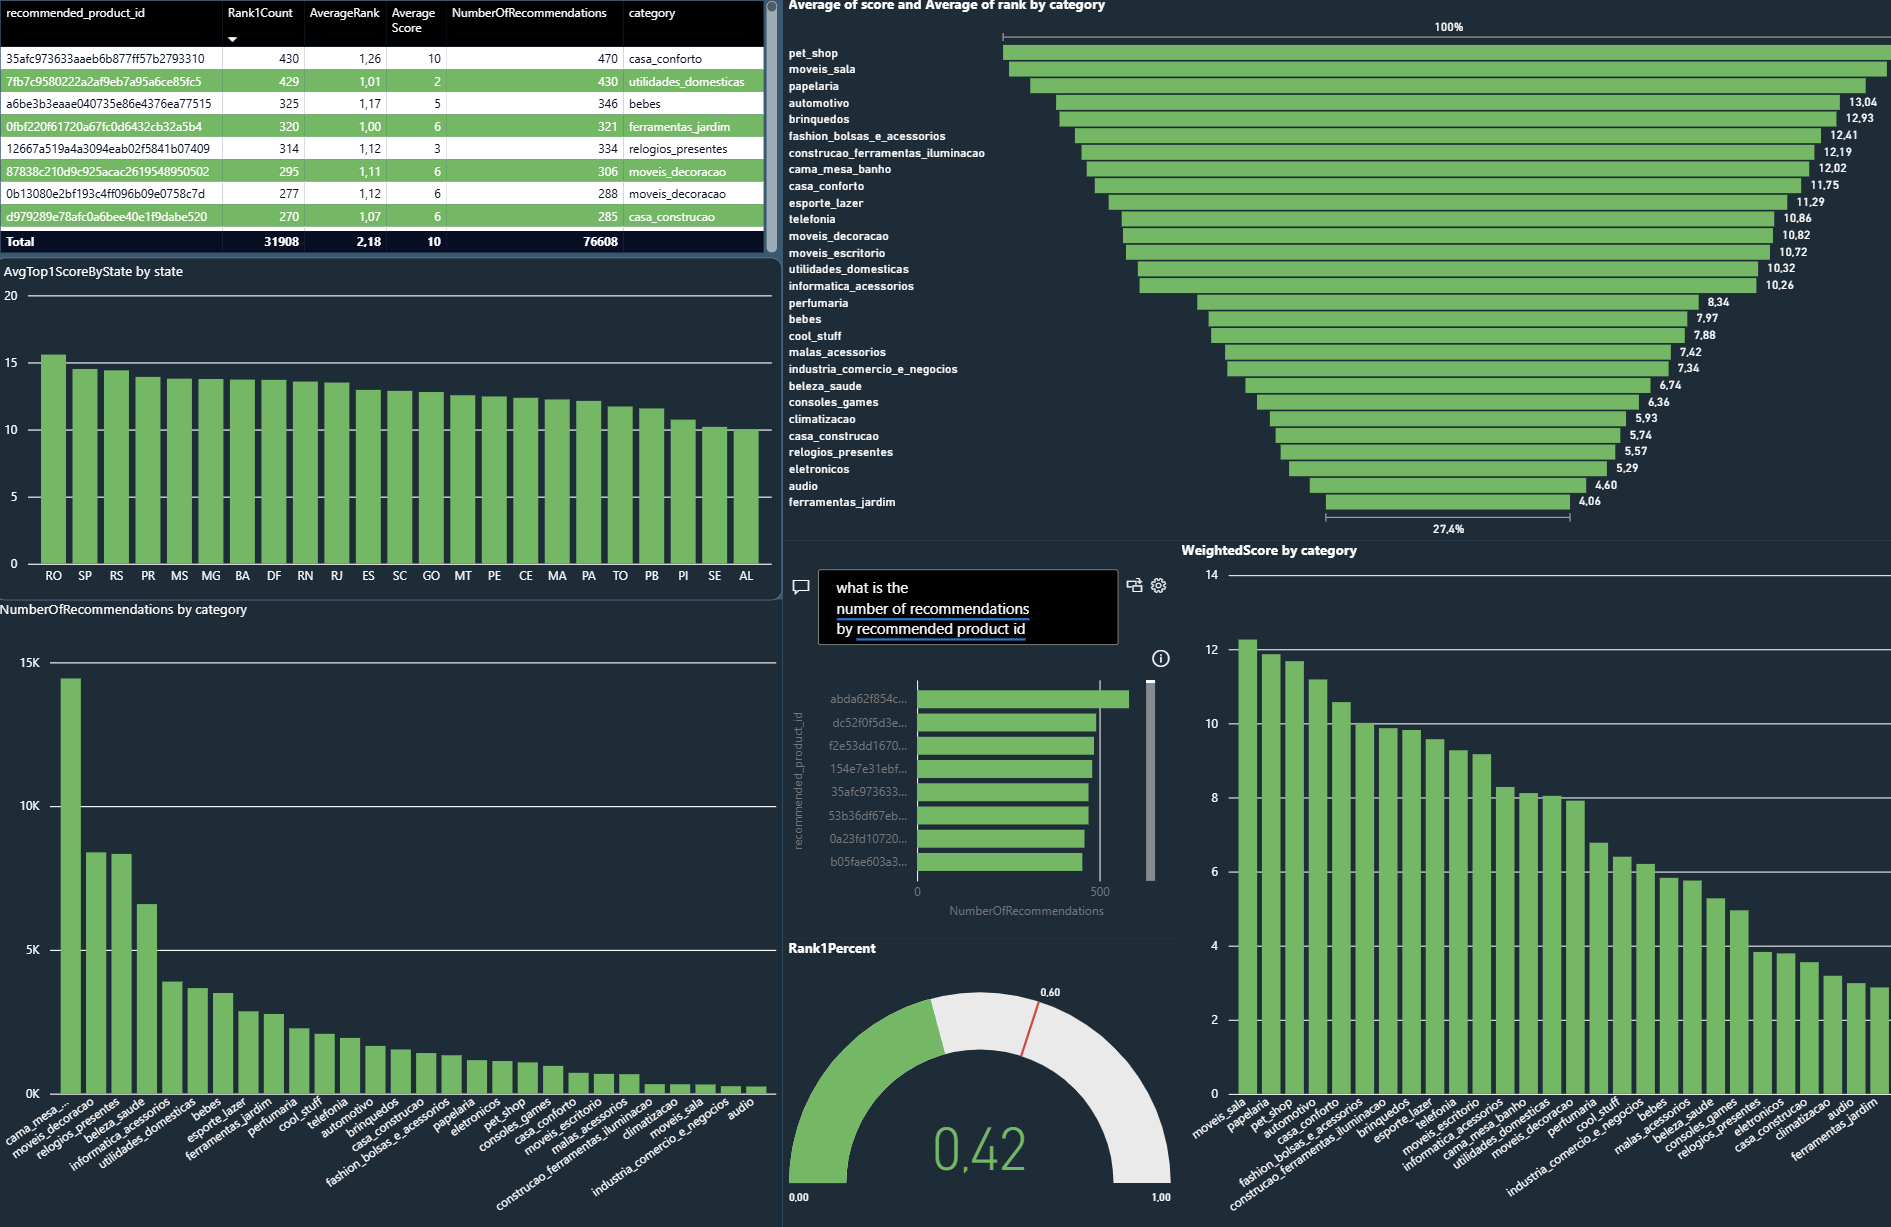 recommended_product_id Rank1Count AverageRank Average Score NumberOfRecommendations category
35afc973633aaeb6b877ff57b2793310 430 1,26 10 470 casa_conforto
7fb7c9580222a2af9eb7a95a6ce85fc5 429 1,01 2 430 utilidades_domesticas
a6be3b3eaae040735e86e4376ea77515 325 1,17 5 346 bebes
0fbf220f61720a67fc0d6432cb32a5b4 320 1,00 6 321 ferramentas_jardim
12667a519a4a3094eab02f5841b07409 314 1,12 3 334 relogios_presentes
87838c210d9c925acac2619548950502 295 1,11 6 306 moveis_decoracao
0b13080e2bf193c4ff096b09e0758c7d 277 1,12 6 288 moveis_decoracao
d979289e78afc0a6bee40e1f9dabe520 270 1,07 6 285 casa_construcao
Total 31908 2,18 10 76608
AvgTop1ScoreByState by state
20
15
10
5
0
RO SP RS PR MS MG BA DF RN RJ ES SC GO MT PE CE MA PA TO PB PI SE AL
NumberOfRecommendations by category
15K
10K
5K
0K
cama_mesa_...
moveis_decoracao
relogios_presentes
beleza_saude
informatica_acessorios
utilidades_domesticas
bebes
esporte_lazer
ferramentas_jardim
perfumaria
cool_stuff
telefonia
automotivo
brinquedos
casa_construcao
fashion_bolsas_e_acessorios
papelaria
eletronicos
pet_shop
consoles_games
casa_conforto
moveis_escritorio
malas_acessorios
construcao_ferramentas_iluminacao
climatizacao
moveis_sala
industria_comercio_e_negocios
audio
Average of score and Average of rank by category
100%
pet_shop
moveis_sala
papelaria
automotivo 13,04
brinquedos 12,93
fashion_bolsas_e_acessorios 12,41
construcao_ferramentas_iluminacao 12,19
cama_mesa_banho 12,02
casa_conforto 11,75
esporte_lazer 11,29
telefonia 10,86
moveis_decoracao 10,82
moveis_escritorio 10,72
utilidades_domesticas 10,32
informatica_acessorios 10,26
perfumaria 8,34
bebes 7,97
cool_stuff 7,88
malas_acessorios 7,42
industria_comercio_e_negocios 7,34
beleza_saude 6,74
consoles_games 6,36
climatizacao 5,93
casa_construcao 5,74
relogios_presentes 5,57
eletronicos 5,29
audio 4,60
ferramentas_jardim 4,06
27,4%
what is the
number of recommendations
by recommended product id
recommended_product_id
abda62f854c...
dc52f0f5d3e...
f2e53dd1670...
154e7e31ebf...
35afc973633...
53b36df67eb...
0a23fd10720...
b05fae603a3...
0 500
NumberOfRecommendations
Rank1Percent
0,60
0,42
0,00 1,00
WeightedScore by category
14
12
10
8
6
4
2
0
moveis_sala
papelaria
pet_shop
automotivo
casa_conforto
fashion_bolsas_e_acessorios
construcao_ferramentas_iluminacao
brinquedos
esporte_lazer
telefonia
moveis_escritorio
informatica_acessorios
cama_mesa_banho
utilidades_domesticas
moveis_decoracao
perfumaria
cool_stuff
industria_comercio_e_negocios
bebes
malas_acessorios
beleza_saude
consoles_games
relogios_presentes
eletronicos
casa_construcao
climatizacao
audio
ferramentas_jardim